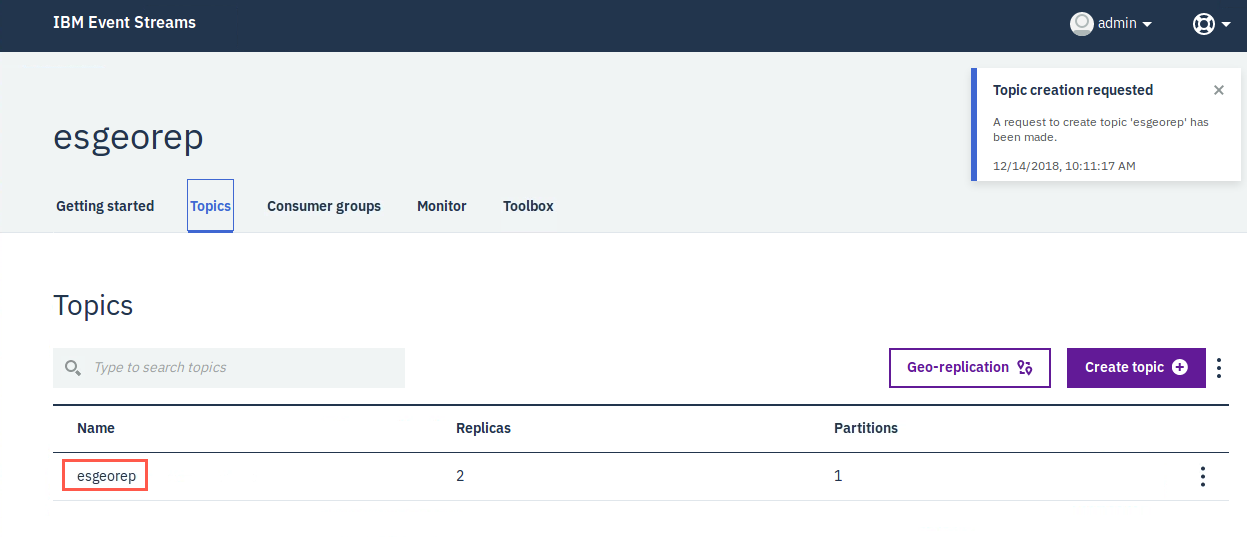 IBM Event Streams
admin
Topic creation requested
A request to create topic 'esgeorep' has
been made.
12/14/2018, 10:11:17 AM
esgeorep
Getting started Topics Consumer groups Monitor Toolbox
Topics
Type to search topics
Geo-replication
Create topic
Name Replicas Partitions
esgeorep 2 1